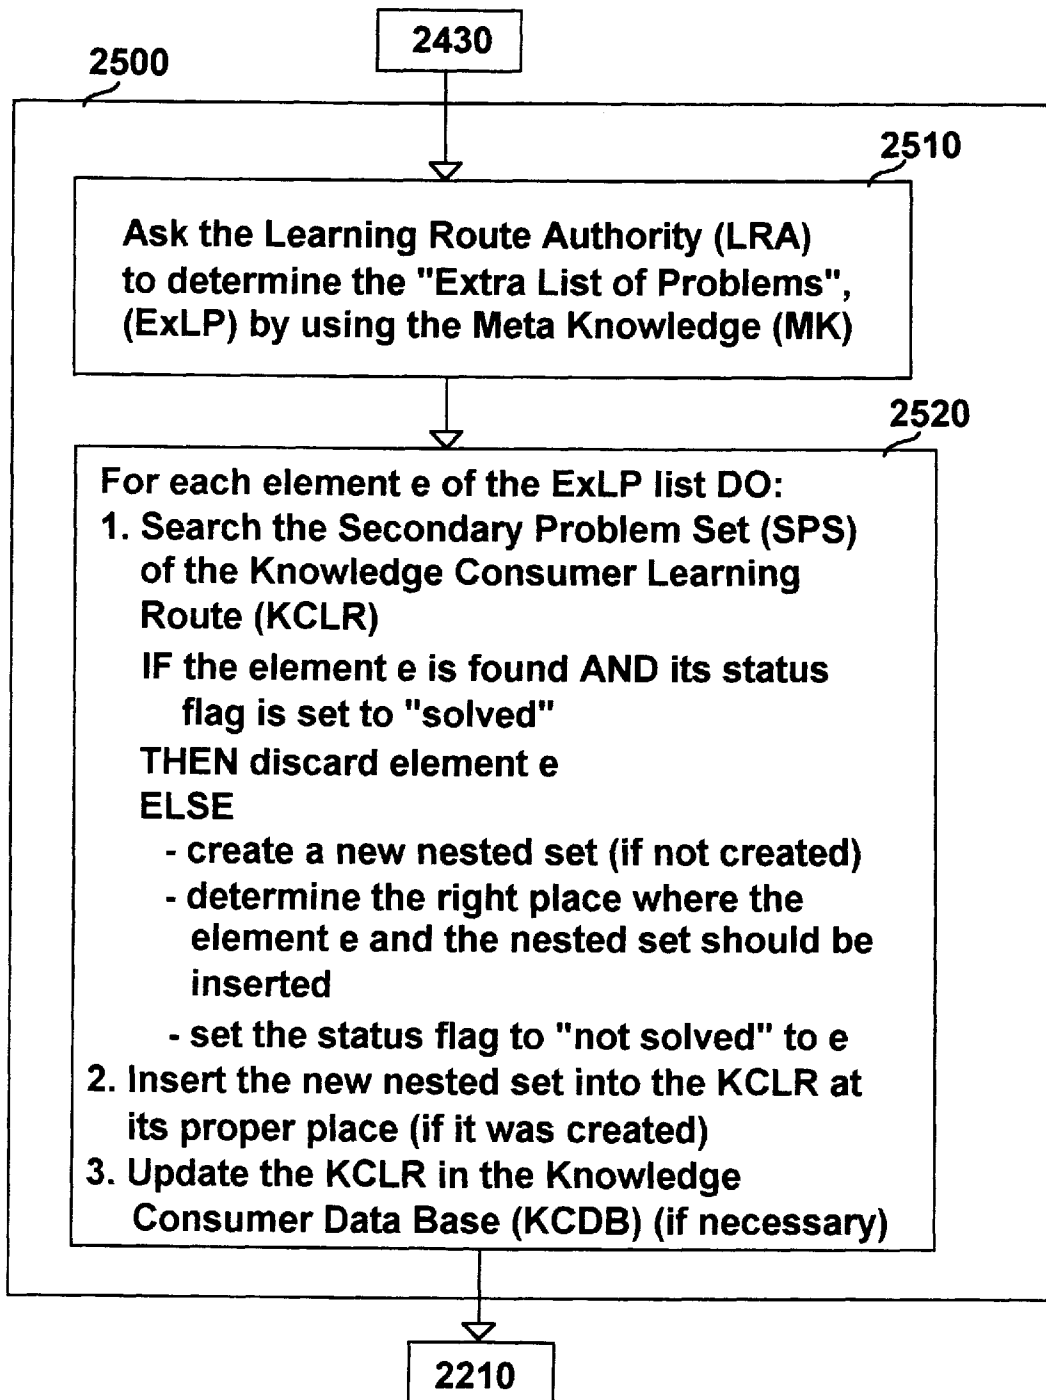 2430
2500
2510
Ask the Learning Route Authority (LRA)
to determine the "Extra List of Problems",
(ExLP) by using the Meta Knowledge (MK)
2520
For each element e of the ExLP list DO:
1. Search the Secondary Problem Set (SPS)
of the Knowledge Consumer Learning
Route (KCLR)
IF the element e is found AND its status
flag is set to "solved"
THEN discard element e
ELSE
- create a new nested set (if not created)
- determine the right place where the
element e and the nested set should be
inserted
- set the status flag to "not solved" to e
2. Insert the new nested set into the KCLR at
its proper place (if it was created)
3. Update the KCLR in the Knowledge
Consumer Data Base (KCDB) (if necessary)
2210